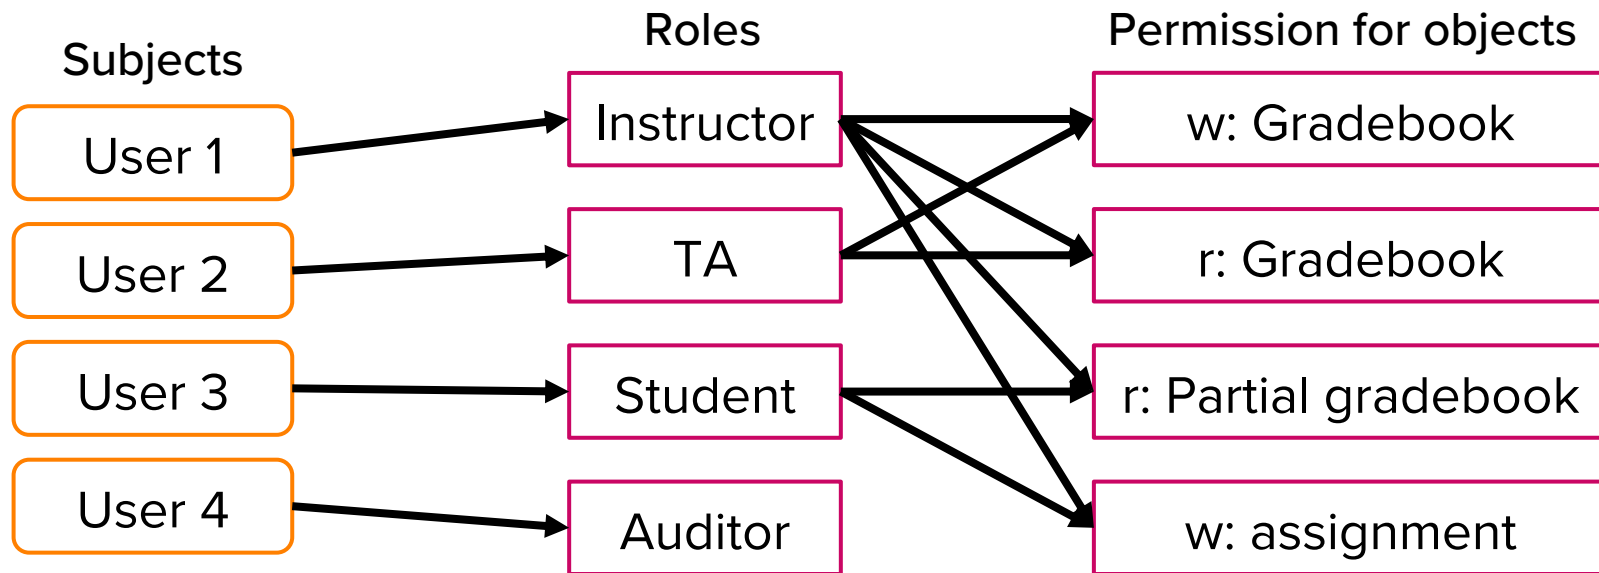 Subjects
User 1
User 2
User 3
User 4
Roles
Instructor
TA
Student
Auditor
Permission for objects
w: Gradebook
r: Gradebook
r: Partial gradebook
w: assignment